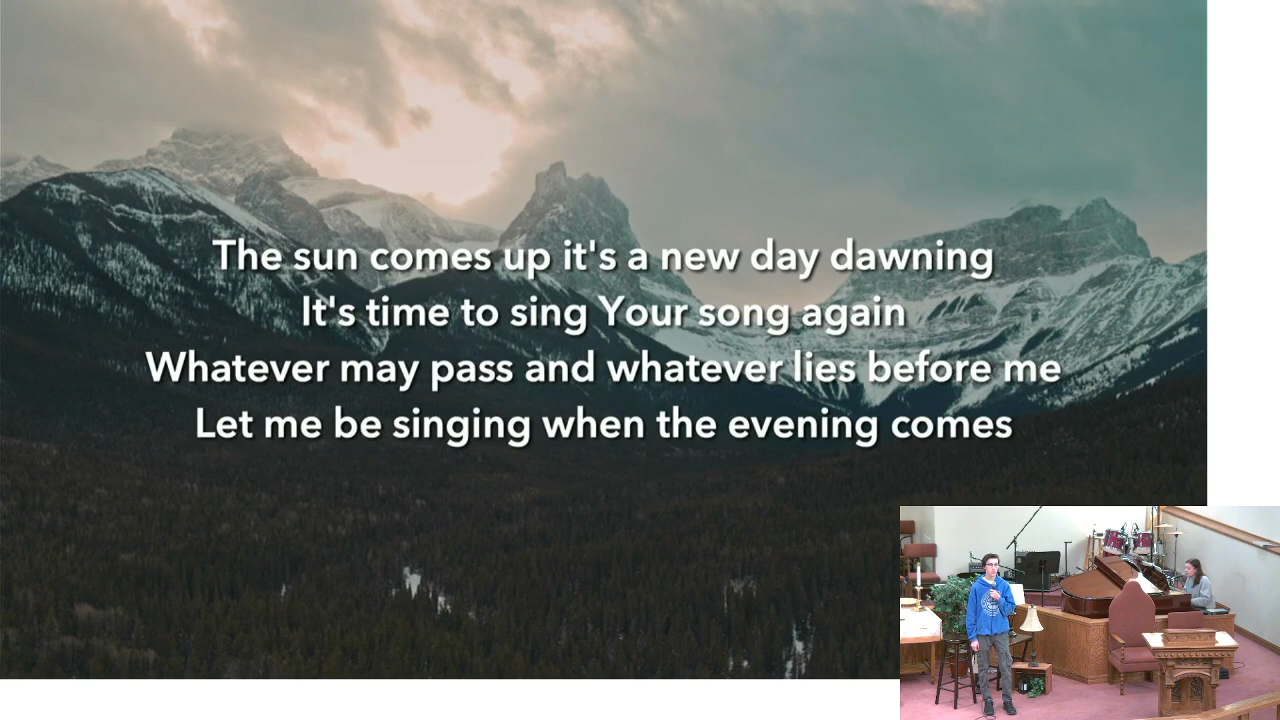 The sun comes up it's a new day dawning
It's time to sing Your song again
Whatever may pass and whatever lies before me
Let me be singing when the evening comes